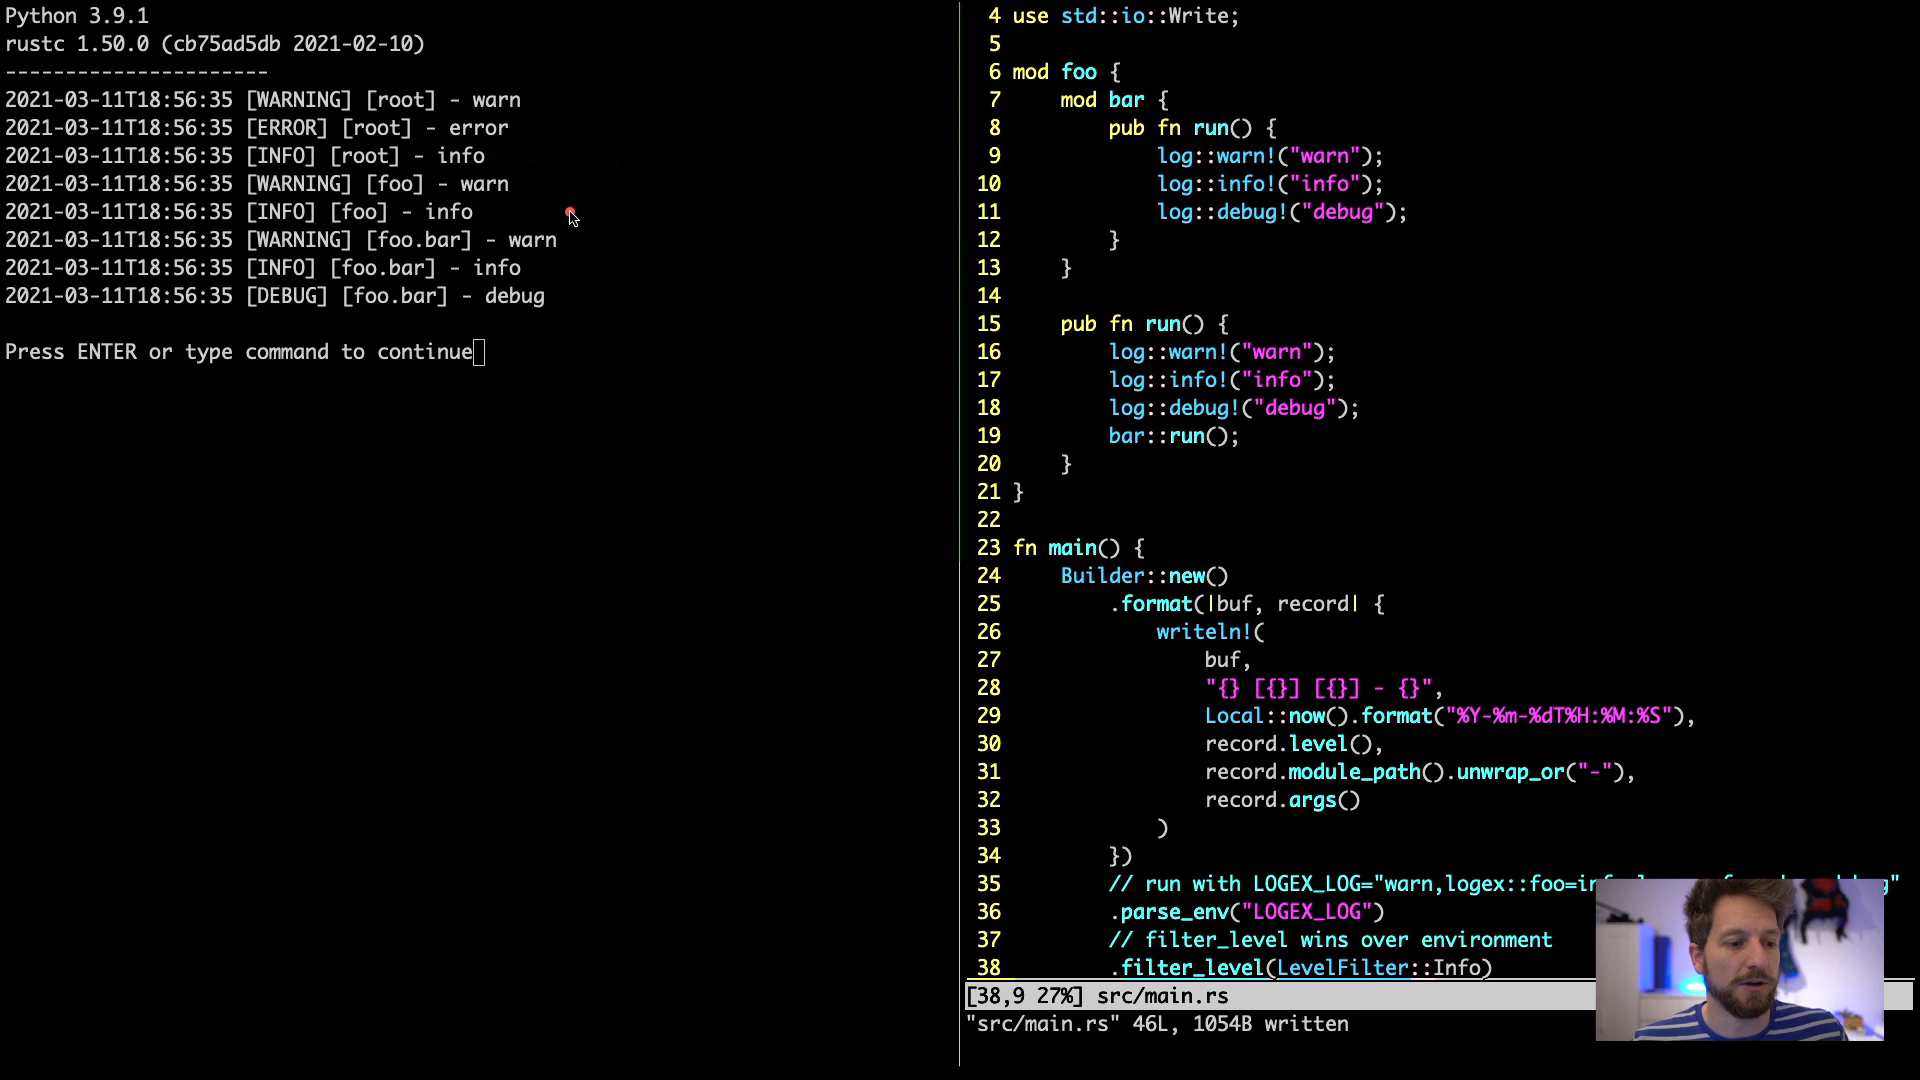 Python 3.9.1
rustc 1.50.0 (cb75ad5db 2021-02-10)
----------------------
2021-03-11T18:56:35 [WARNING] [root] - warn
2021-03-11T18:56:35 [ERROR] [root] - error
2021-03-11T18:56:35 [INFO] [root] - info
2021-03-11T18:56:35 [WARNING] [foo] - warn
2021-03-11T18:56:35 [INFO] [foo] - info
2021-03-11T18:56:35 [WARNING] [foo.bar] - warn
2021-03-11T18:56:35 [INFO] [foo.bar] - info
2021-03-11T18:56:35 [DEBUG] [foo.bar] - debug
Press ENTER or type command to continue
4 use std::io::Write;
5
6 mod foo {
7     mod bar {
8         pub fn run() {
9             log::warn!("warn");
10             log::info!("info");
11             log::debug!("debug");
12         }
13     }
14
15     pub fn run() {
16         log::warn!("warn");
17         log::info!("info");
18         log::debug!("debug");
19         bar::run();
20     }
21 }
22
23 fn main() {
24     Builder::new()
25         .format(|buf, record| {
26             writeln!(
27                 buf,
28                 "{} [{}] [{}] - {}",
29                 Local::now().format("%Y-%m-%dT%H:%M:%S"),
30                 record.level(),
31                 record.module_path().unwrap_or("-"),
32                 record.args()
33             )
34         })
35         // run with LOGEX_LOG="warn,logex::foo=
36         .parse_env("LOGEX_LOG")
37         // filter_level wins over environment
38         .filter_level(LevelFilter::Info)
[38,9 27%] src/main.rs
"src/main.rs" 46L, 1054B written